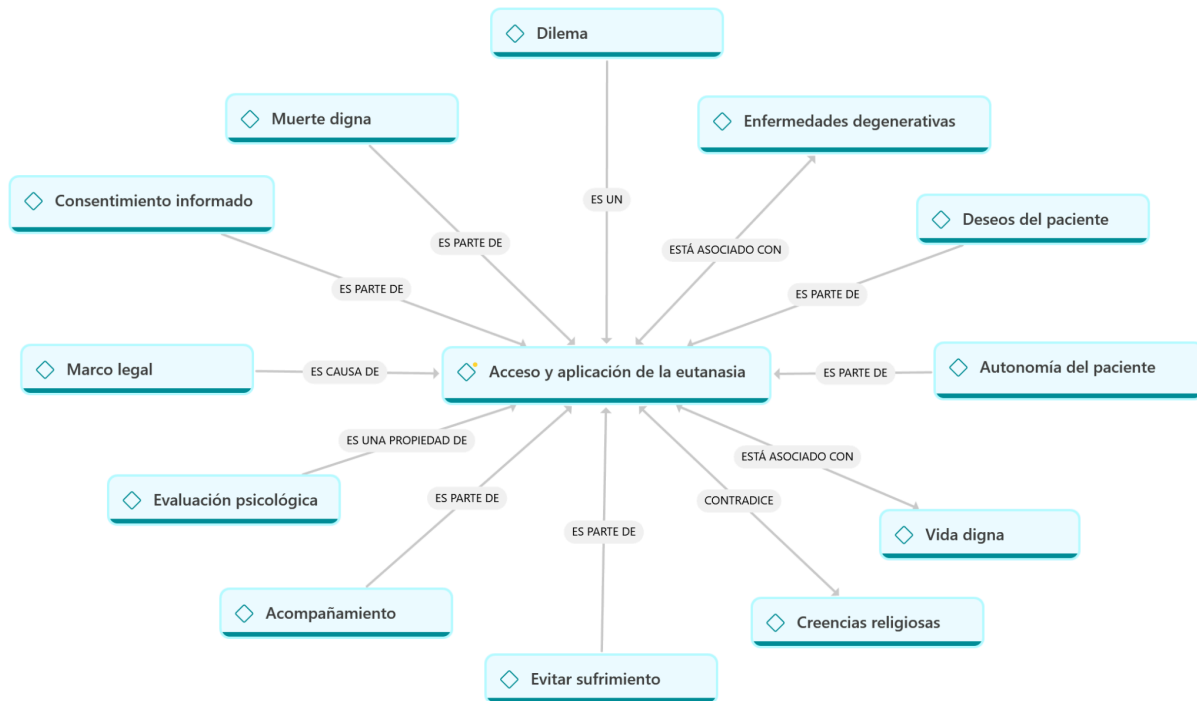 Dilema
Muerte digna
Enfermedades degenerativas
Consentimiento informado
ES UN
Deseos del paciente
ES PARTE DE
ESTÁ ASOCIADO CON
ES PARTE DE
ES PARTE DE
Marco legal
ES CAUSA DE
Acceso y aplicación de la eutanasia
ES PARTE DE
Autonomía del paciente
ES UNA PROPIEDAD DE
ESTÁ ASOCIADO CON
Evaluación psicológica
ES PARTE DE
CONTRADICE
ES PARTE DE
Vida digna
Acompañamiento
Creencias religiosas
Evitar sufrimiento